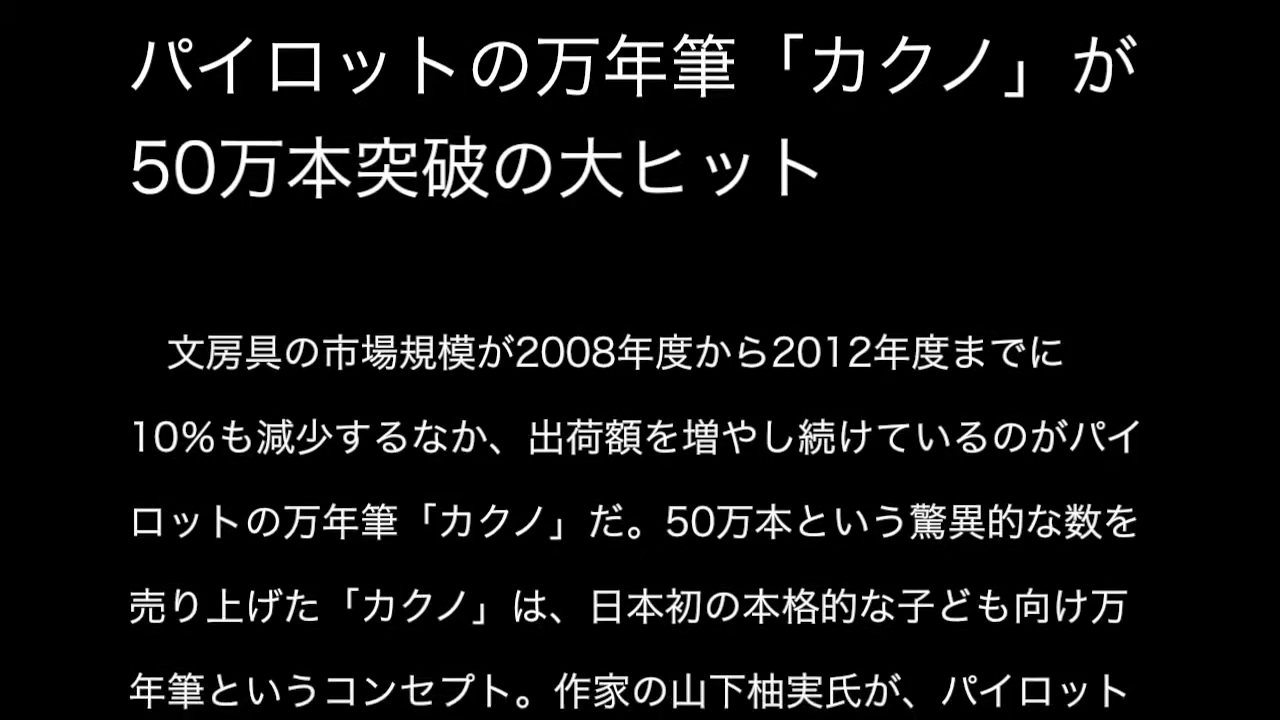 パイロットの万年筆「カクノ」が
50万本突破の大ヒット
文房具の市場規模が2008年度から2012年度までに
10%も減少するなか、出荷額を増やし続けているのがパイ
ロットの万年筆「カクノ」だ。50万本という驚異的な数を
売り上げた「カクノ」は、日本初の本格的な子ども向け万
年筆というコンセプト。作家の山下柚実氏が、パイロット